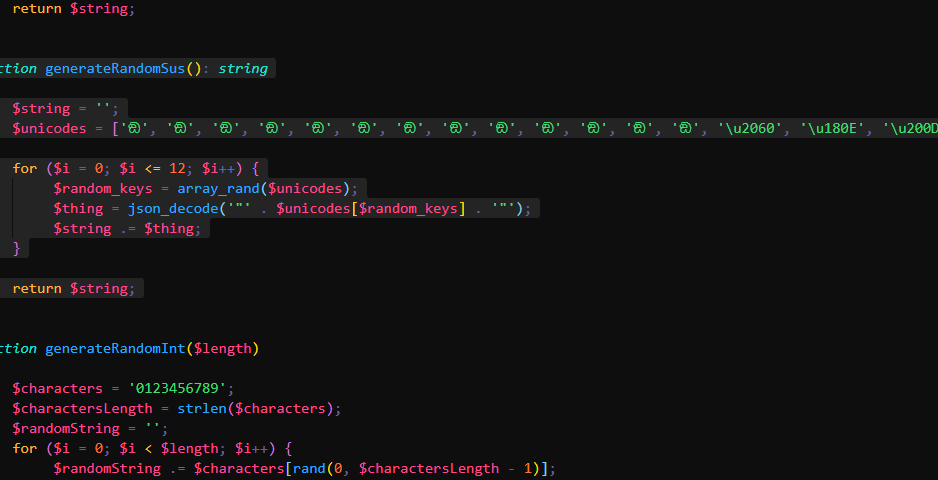 return $string;
ction generateRandomSus(): string
$string = '';
$unicodes = ['ඞ', 'ඞ', 'ඞ', 'ඞ', 'ඞ', 'ඞ', 'ඞ', 'ඞ', 'ඞ', 'ඞ', 'ඞ', 'ඞ', 'ඞ', '\u2060', '\u180E', '\u200D
for ($i = 0; $i <= 12; $i++) {
$random_keys = array_rand($unicodes);
$thing = json_decode('"' . $unicodes[$random_keys] . '"');
$string .= $thing;
}
return $string;
ction generateRandomInt($length)
$characters = '0123456789';
$charactersLength = strlen($characters);
$randomString = '';
for ($i = 0; $i < $length; $i++) {
$randomString .= $characters[rand(0, $charactersLength - 1)];